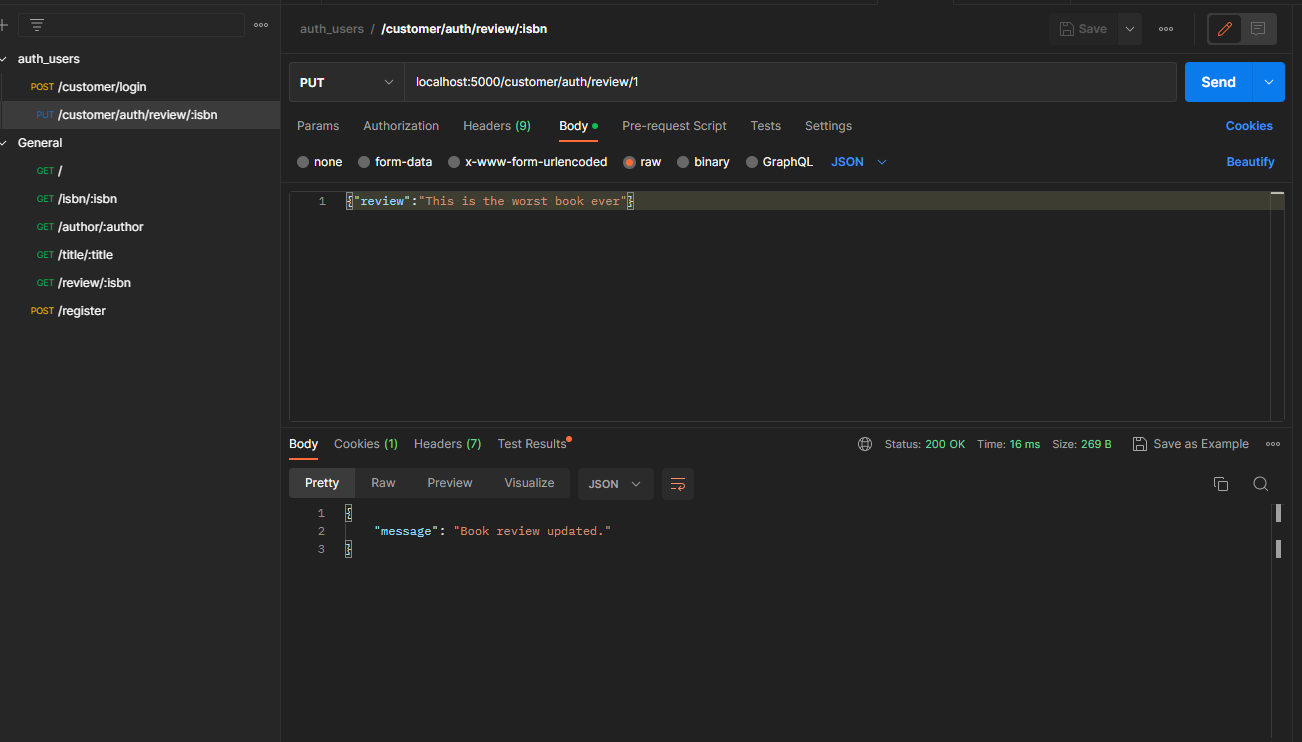 auth_users / /customer/auth/review/:isbn
Save
auth_users
POST /customer/login
PUT /customer/auth/review/:isbn
General
GET /
GET /isbn/:isbn
GET /author/:author
GET /title/:title
GET /review/:isbn
POST /register
PUT localhost:5000/customer/auth/review/1 Send
Params Authorization Headers (9) Body Pre-request Script Tests Settings Cookies
none form-data x-www-form-urlencoded raw binary GraphQL JSON Beautify
1 {"review":"This is the worst book ever"}
Body Cookies (1) Headers (7) Test Results Status: 200 OK Time: 16 ms Size: 269 B Save as Example
Pretty Raw Preview Visualize JSON
1 {
2 "message": "Book review updated."
3 }